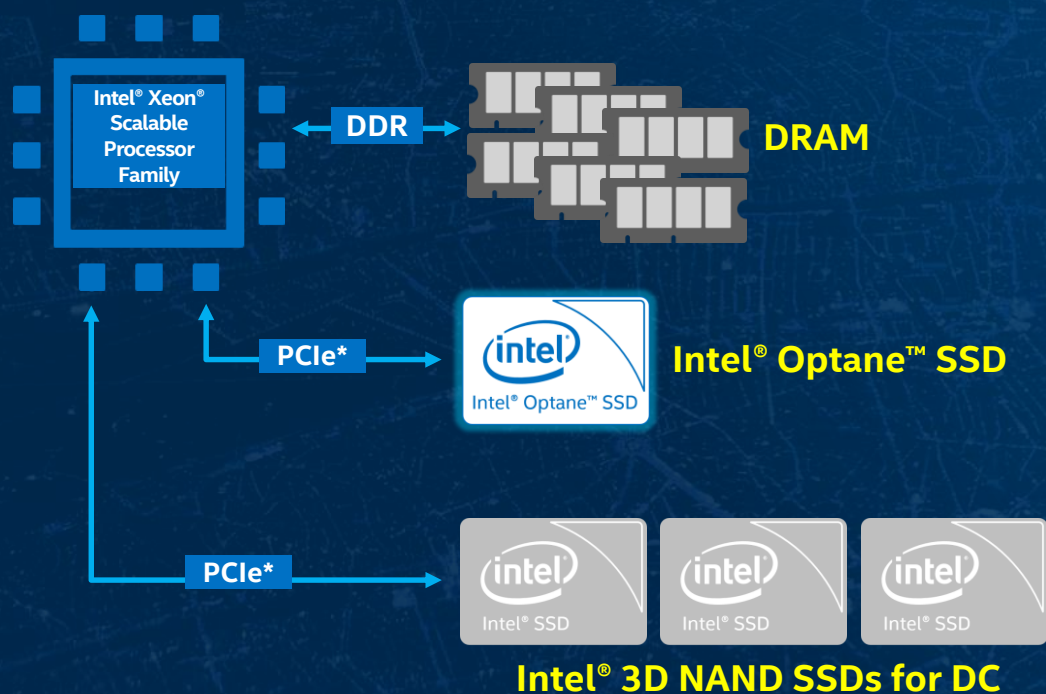 Intel® Xeon®
Scalable
Processor
Family
DDR
DRAM
PCIe*
intel
Intel® Optane™ SSD
Intel® Optane™ SSD
PCIe*
intel
Intel® SSD
intel
Intel® SSD
intel
Intel® SSD
Intel® 3D NAND SSDs for DC